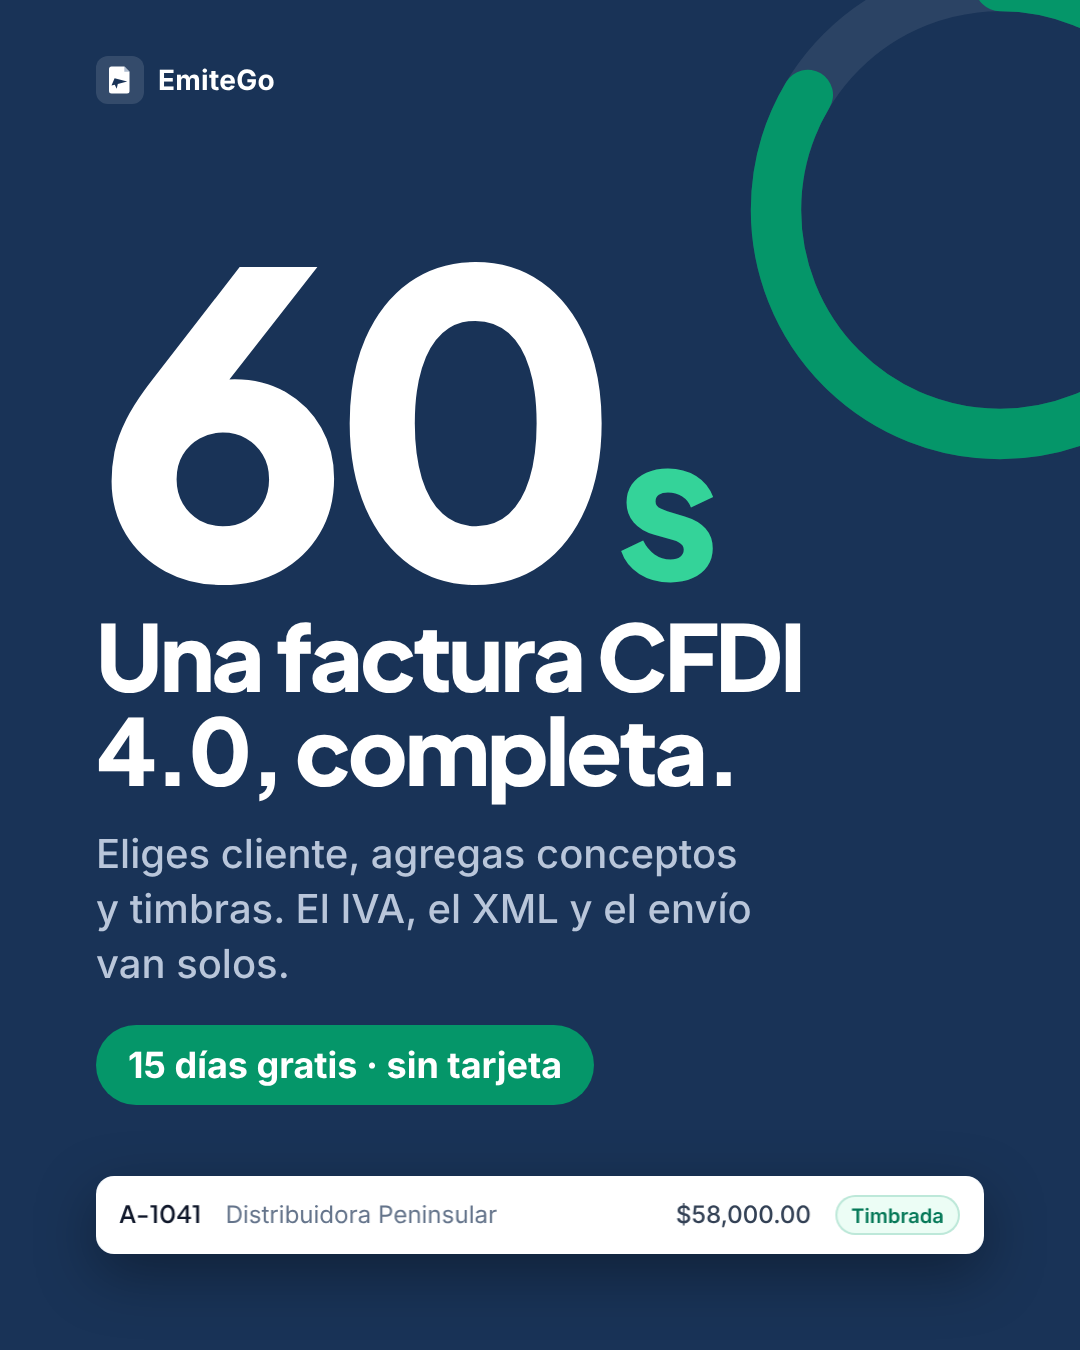 EmiteGo
60s
Una factura CFDI
4.0, completa.
Eliges cliente, agregas conceptos
y timbras. El IVA, el XML y el envío
van solos.
15 días gratis · sin tarjeta
A-1041 Distribuidora Peninsular $58,000.00 Timbrada